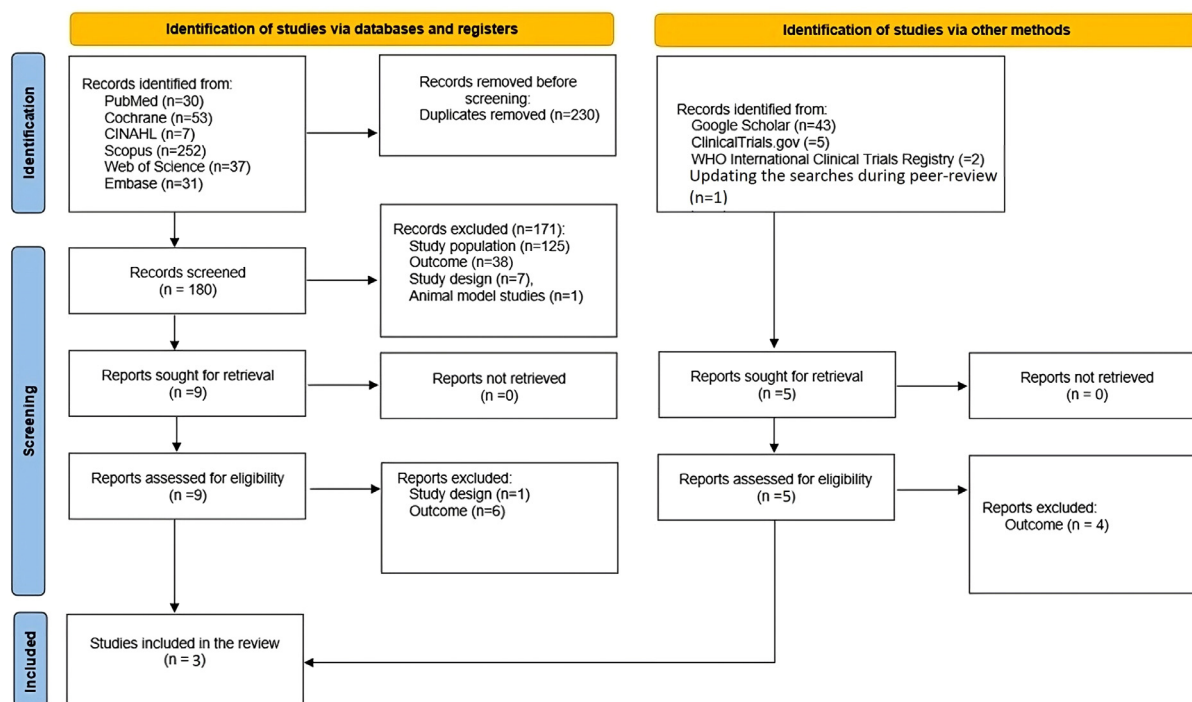 Identification of studies via databases and registers
Identification of studies via other methods
Identification
Records identified from:
PubMed (n=30)
Cochrane (n=53)
CINAHL (n=7)
Scopus (n=252)
Web of Science (n=37)
Embase (n=31)
Records removed before
screening:
Duplicates removed (n=230)
Records identified from:
Google Scholar (n=43)
ClinicalTrials.gov (=5)
WHO International Clinical Trials Registry (=2)
Updating the searches during peer-review
(n=1)
Screening
Records screened
(n = 180)
Records excluded (n=171):
Study population (n=125)
Outcome (n=38)
Study design (n=7),
Animal model studies (n=1)
Reports sought for retrieval
(n =9)
Reports not retrieved
(n =0)
Reports sought for retrieval
(n =5)
Reports not retrieved
(n = 0)
Reports assessed for eligibility
(n =9)
Reports excluded:
Study design (n=1)
Outcome (n=6)
Reports assessed for eligibility
(n =5)
Reports excluded:
Outcome (n = 4)
Included
Studies included in the review
(n = 3)